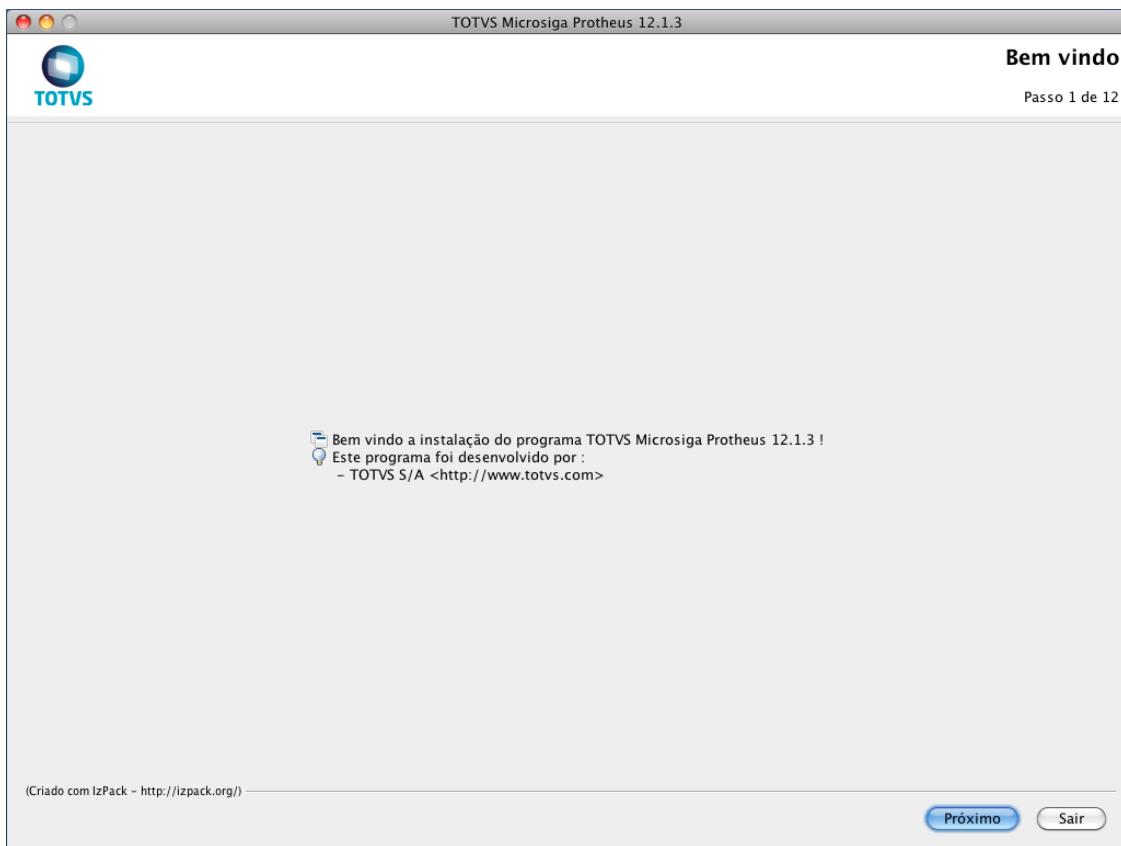 TOTVS Microsiga Protheus 12.1.3
TOTVS
Bem vindo
Passo 1 de 12
Bem vindo a instalação do programa TOTVS Microsiga Protheus 12.1.3 !
Este programa foi desenvolvido por :
– TOTVS S/A <http://www.totvs.com>
(Criado com IzPack – http://izpack.org/)
Próximo
Sair